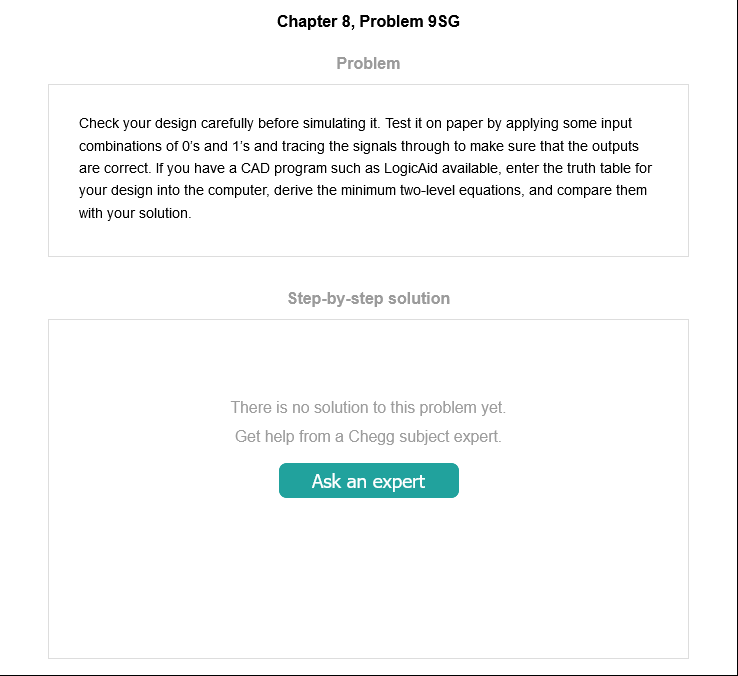 Chapter 8, Problem 9SG
Problem
Check your design carefully before simulating it. Test it on paper by applying some input
combinations of 0's and 1's and tracing the signals through to make sure that the outputs
are correct. If you have a CAD program such as LogicAid available, enter the truth table for
your design into the computer, derive the minimum two-level equations, and compare them
with your solution.
Step-by-step solution
There is no solution to this problem yet.
Get help from a Chegg subject expert.
Ask an expert